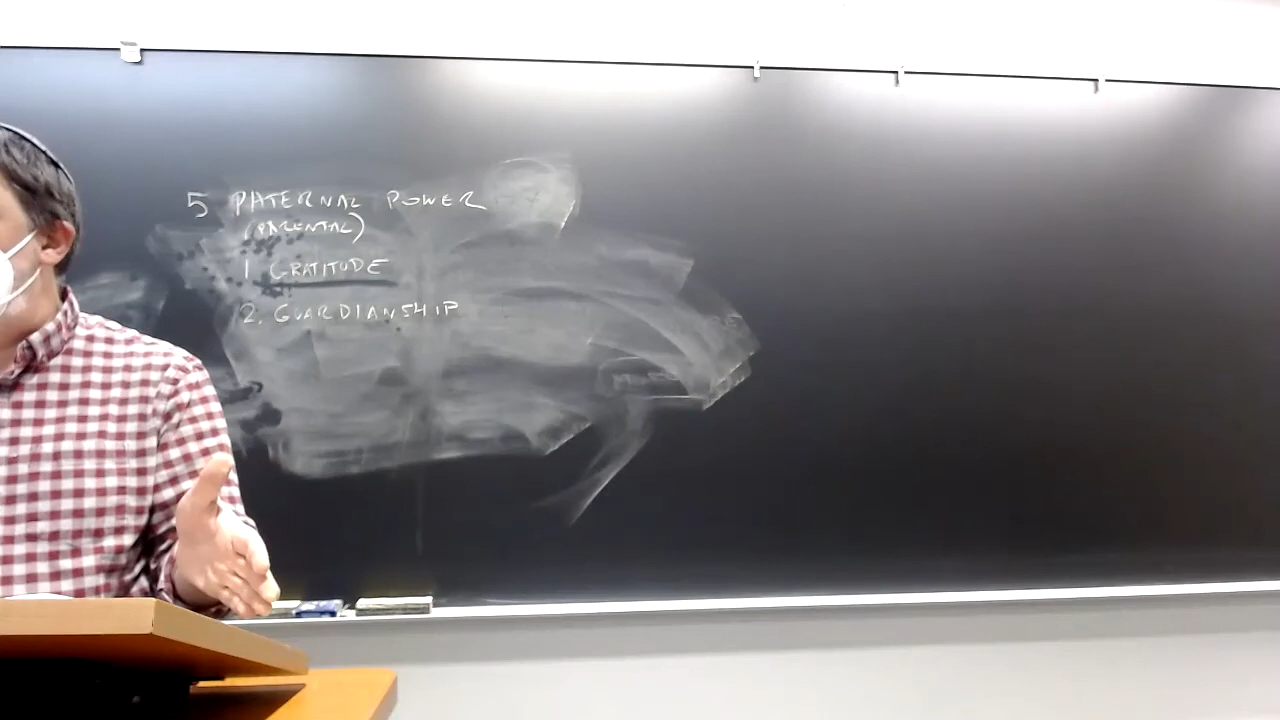 5 PATERNAL POWER
(PARENTAL)
1 GRATITUDE
2. GUARDIANSHIP